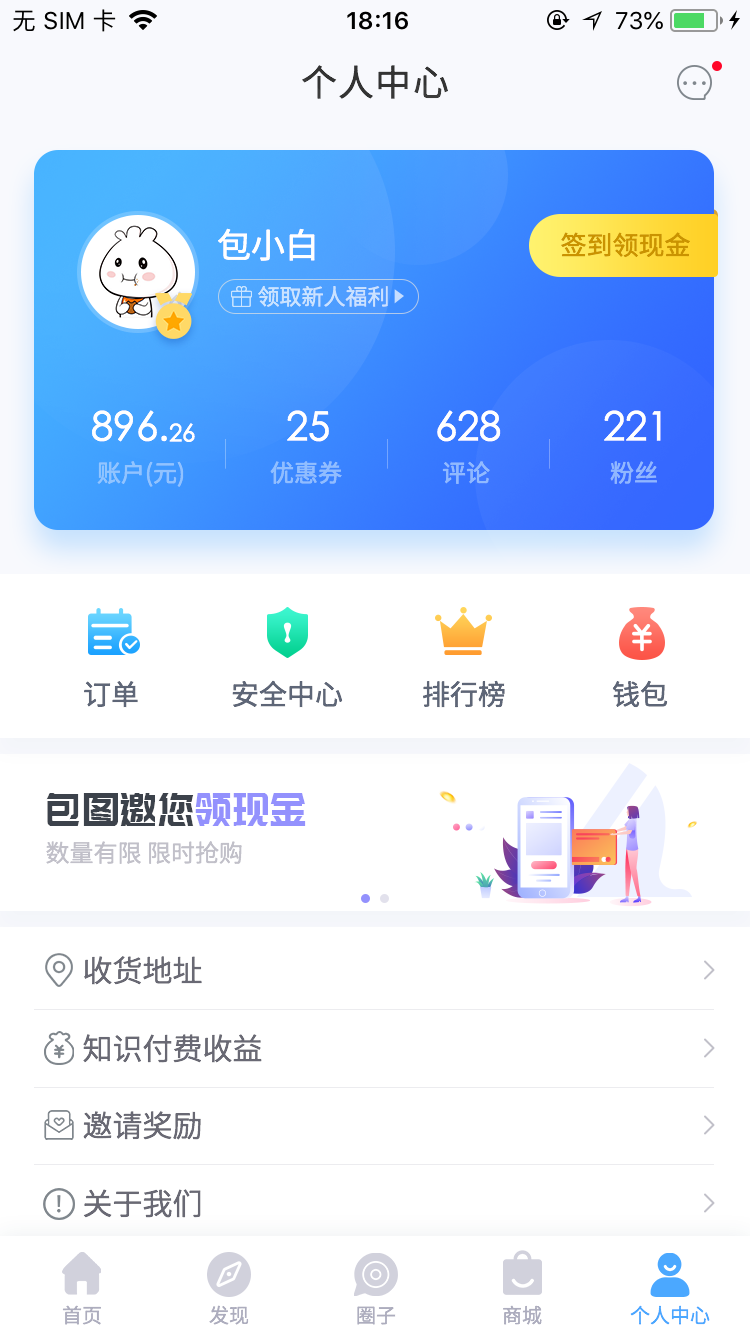 无 SIM 卡 18:16 73%
个人中心
包小白
签到领现金
领取新人福利
896.26 25 628 221
账户(元) 优惠券 评论 粉丝
订单 安全中心 排行榜 钱包
包图邀您领现金
数量有限 限时抢购
收货地址
知识付费收益
邀请奖励
关于我们
首页 发现 圈子 商城 个人中心